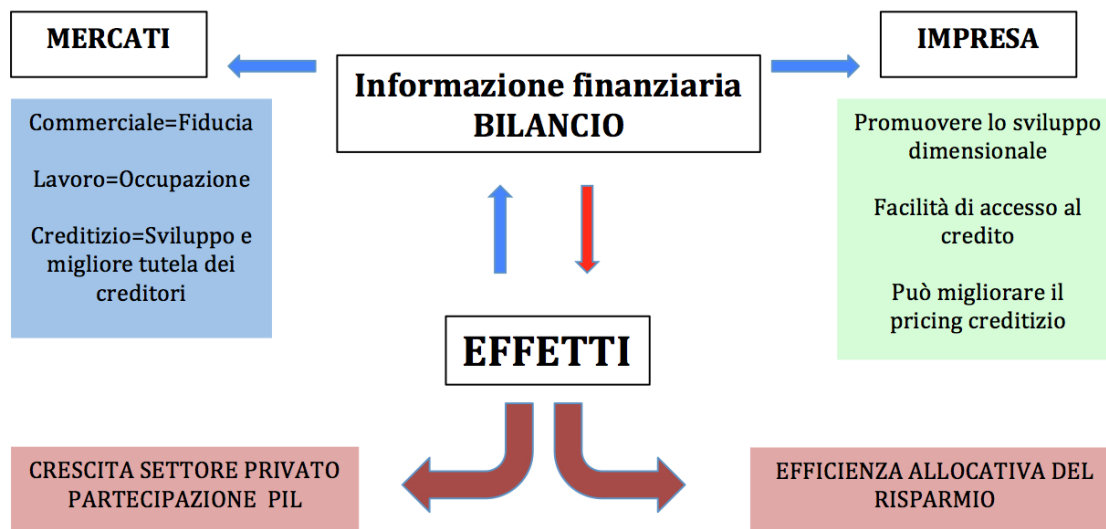 MERCATI
IMPRESA
Informazione finanziaria
BILANCIO
Commerciale=Fiducia
Lavoro=Occupazione
Creditizio=Sviluppo e
migliore tutela dei
creditori
Promuovere lo sviluppo
dimensionale
Facilità di accesso al
credito
Può migliorare il
pricing creditizio
EFFETTI
CRESCITA SETTORE PRIVATO
PARTECIPAZIONE PIL
EFFICIENZA ALLOCATIVA DEL
RISPARMIO